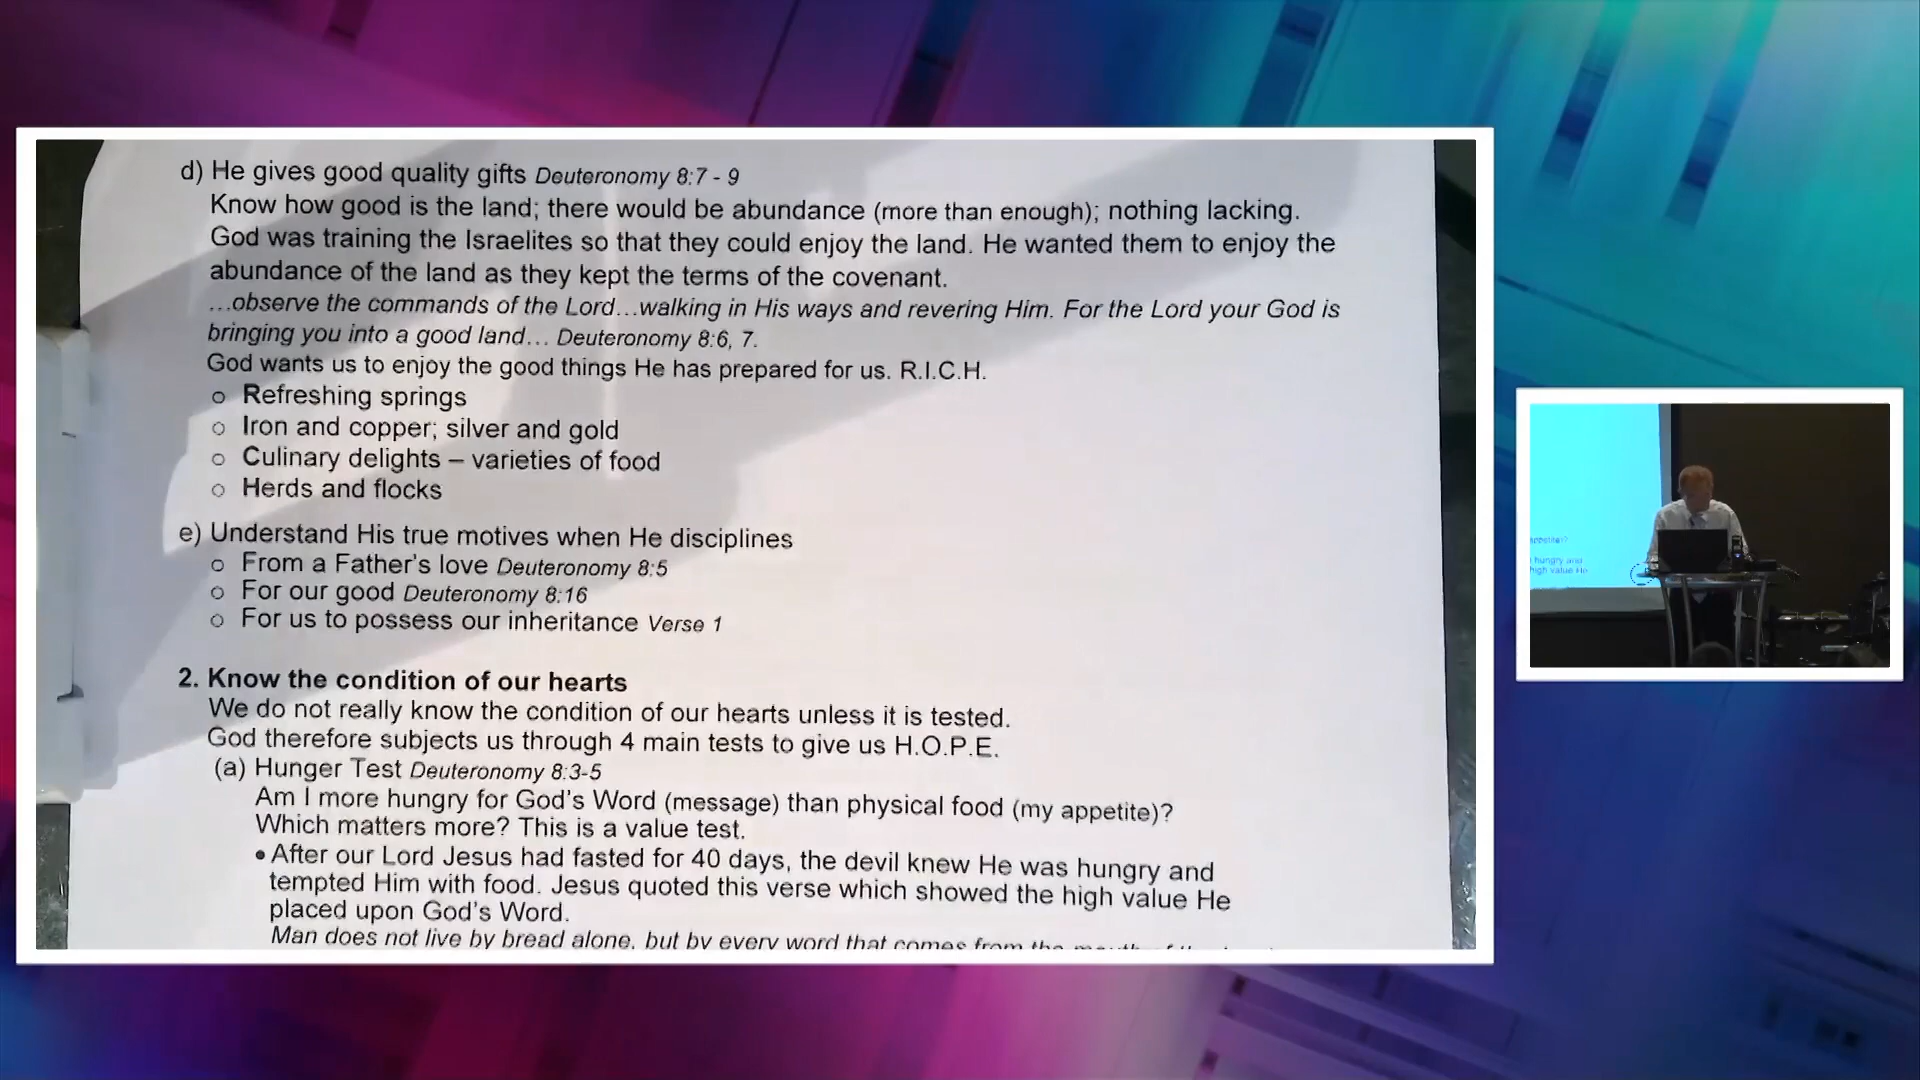 d) He gives good quality gifts Deuteronomy 8:7 - 9
Know how good is the land; there would be abundance (more than enough); nothing lacking.
God was training the Israelites so that they could enjoy the land. He wanted them to enjoy the
abundance of the land as they kept the terms of the covenant.
…observe the commands of the Lord…walking in His ways and revering Him. For the Lord your God is
bringing you into a good land… Deuteronomy 8:6, 7.
God wants us to enjoy the good things He has prepared for us. R.I.C.H.
o Refreshing springs
o Iron and copper; silver and gold
o Culinary delights – varieties of food
o Herds and flocks
e) Understand His true motives when He disciplines
o From a Father's love Deuteronomy 8:5
o For our good Deuteronomy 8:16
o For us to possess our inheritance Verse 1
2. Know the condition of our hearts
We do not really know the condition of our hearts unless it is tested.
God therefore subjects us through 4 main tests to give us H.O.P.E.
(a) Hunger Test Deuteronomy 8:3-5
Am I more hungry for God's Word (message) than physical food (my appetite)?
Which matters more? This is a value test.
• After our Lord Jesus had fasted for 40 days, the devil knew He was hungry and
tempted Him with food. Jesus quoted this verse which showed the high value He
placed upon God's Word.
Man does not live by bread alone, but by every word that comes from the mouth of
appetite)?
hungry and
high value He